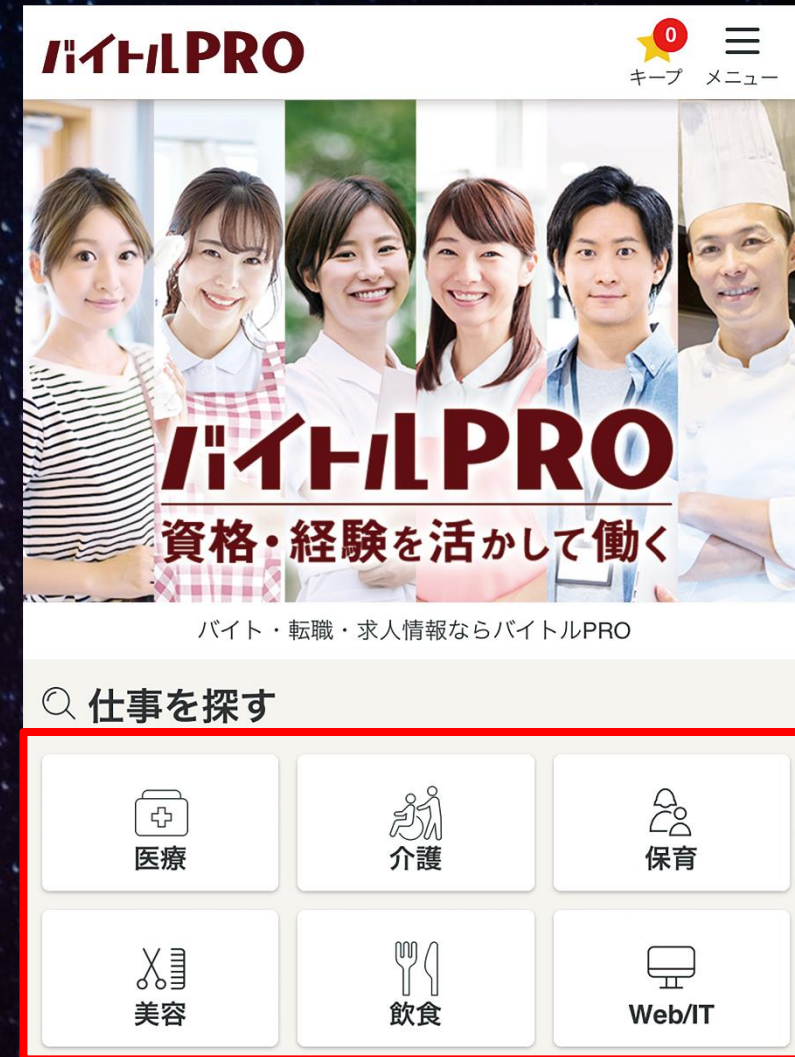 バイトルPRO
0
キープ メニュー
バイトルPRO
資格・経験を活かして働く
バイト・転職・求人情報ならバイトルPRO
仕事を探す
医療 介護 保育
美容 飲食 Web/IT